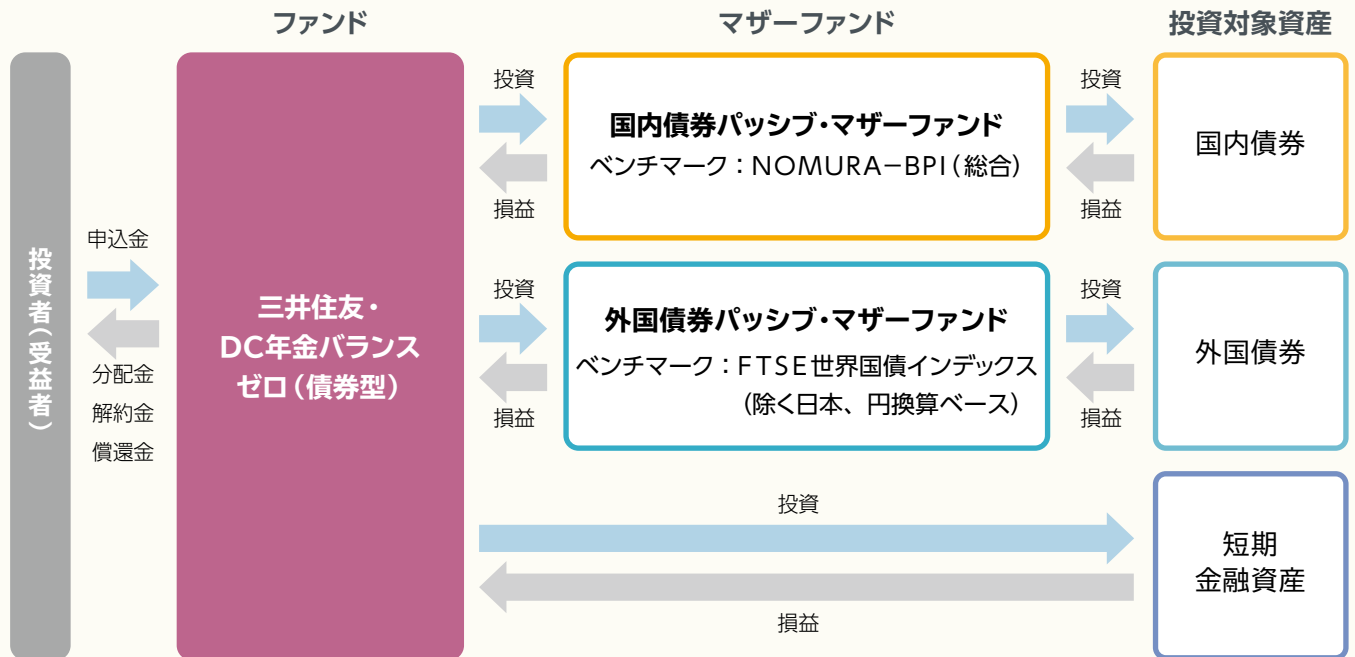 ファンド
マザーファンド
投資対象資産
投資者(受益者)
申込金
分配金
解約金
償還金
三井住友・
DC年金バランス
ゼロ(債券型)
投資
損益
国内債券パッシブ・マザーファンド
ベンチマーク:NOMURA-BPI(総合)
投資
損益
国内債券
投資
損益
外国債券パッシブ・マザーファンド
ベンチマーク:FTSE世界国債インデックス
(除く日本、円換算ベース)
投資
損益
外国債券
投資
損益
短期
金融資産